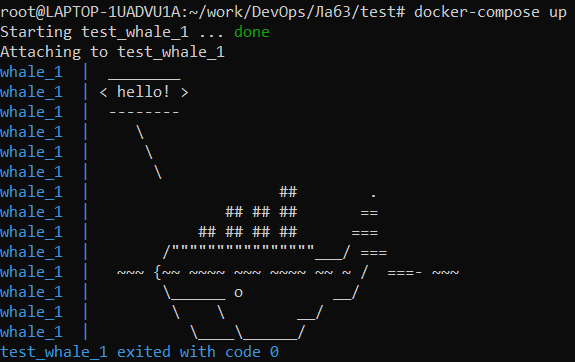 root@LAPTOP-1UADVU1A:~/work/DevOps/Лаб3/test# docker-compose up
Starting test_whale_1 ... done
Attaching to test_whale_1
whale_1  |  ________
whale_1  | < hello! >
whale_1  |  --------
whale_1  |     \
whale_1  |      \
whale_1  |       \
whale_1  |                     ##        .
whale_1  |               ## ## ##       ==
whale_1  |            ## ## ## ##      ===
whale_1  |        /""""""""""""""""___/ ===
whale_1  |   ~~~ {~~ ~~~~ ~~~ ~~~~ ~~ ~ /  ===- ~~~
whale_1  |        \______ o          __/
whale_1  |         \    \        __/
whale_1  |           \____\______/
test_whale_1 exited with code 0